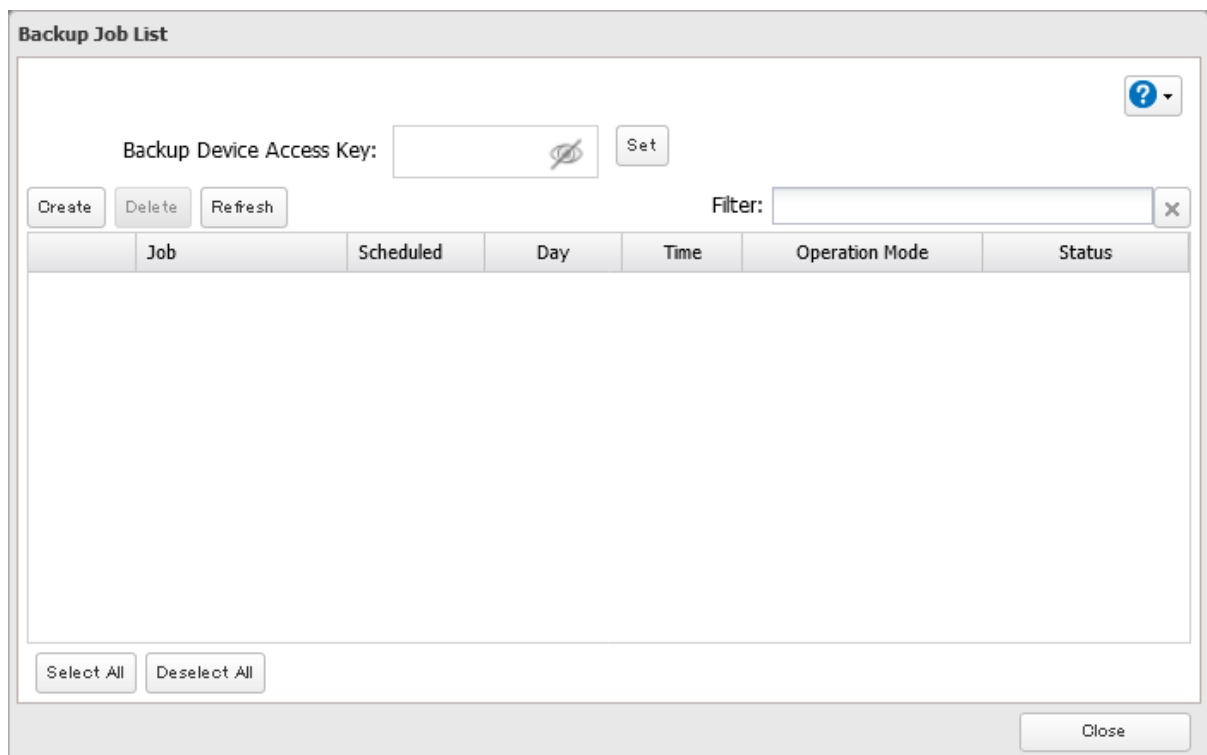 Backup Job List
?
Backup Device Access Key: Set
Create Delete Refresh Filter:
Job Scheduled Day Time Operation Mode Status
Select All Deselect All
Close